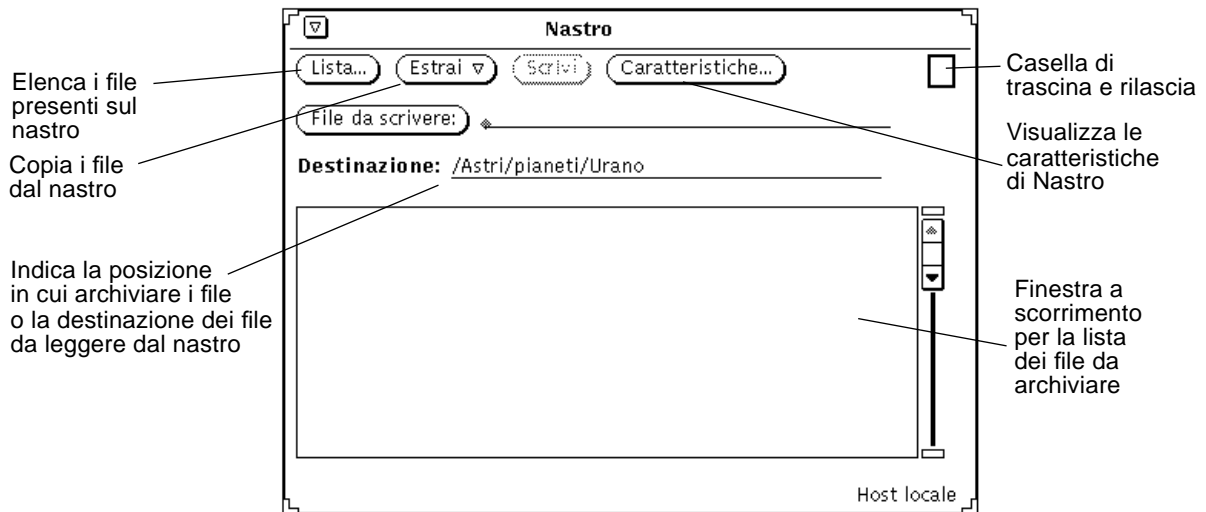 Nastro
Lista...
Estrai
Scrivi
Caratteristiche...
File da scrivere:
Destinazione: /Astri/pianeti/Urano
Host locale
Elenca i file
presenti sul
nastro
Copia i file
dal nastro
Indica la posizione
in cui archiviare i file
o la destinazione dei file
da leggere dal nastro
Casella di
trascina e rilascia
Visualizza le
caratteristiche
di Nastro
Finestra a
scorrimento
per la lista
dei file da
archiviare